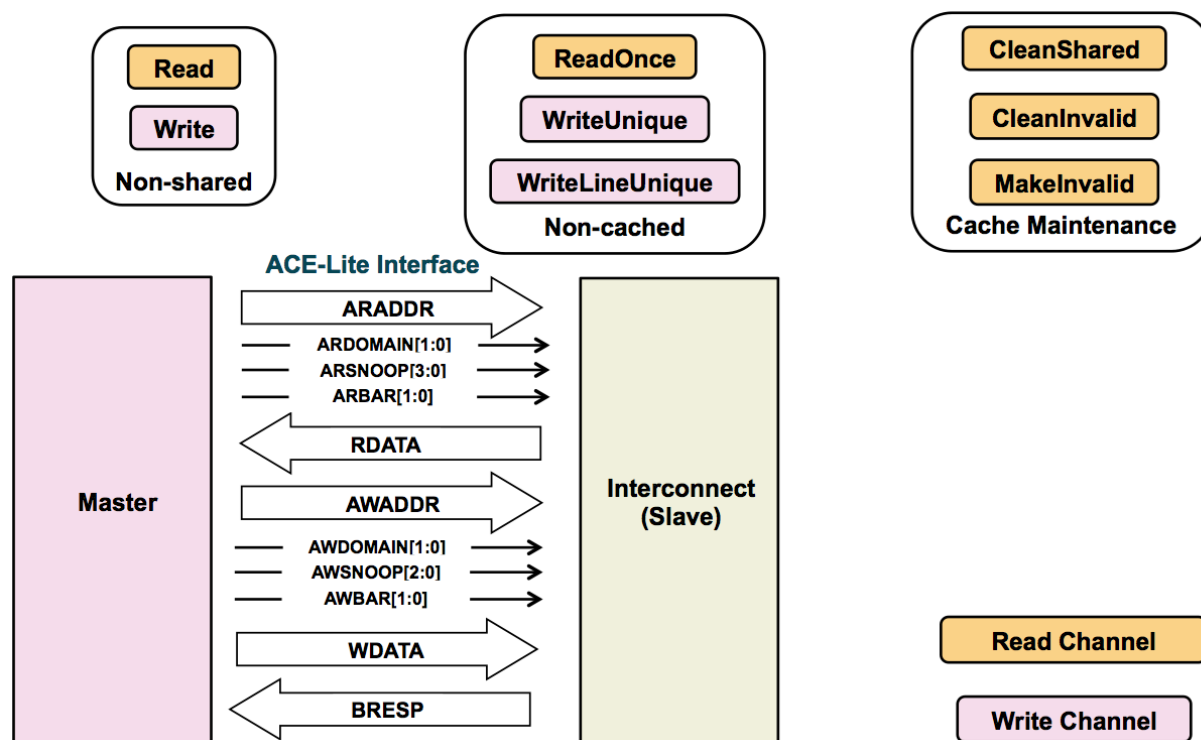 Read
Write
Non-shared
ReadOnce
WriteUnique
WriteLineUnique
Non-cached
CleanShared
CleanInvalid
MakeInvalid
Cache Maintenance
ACE-Lite Interface
Master
ARADDR
ARDOMAIN[1:0]
ARSNOOP[3:0]
ARBAR[1:0]
RDATA
AWADDR
AWDOMAIN[1:0]
AWSNOOP[2:0]
AWBAR[1:0]
WDATA
BRESP
Interconnect
(Slave)
Read Channel
Write Channel